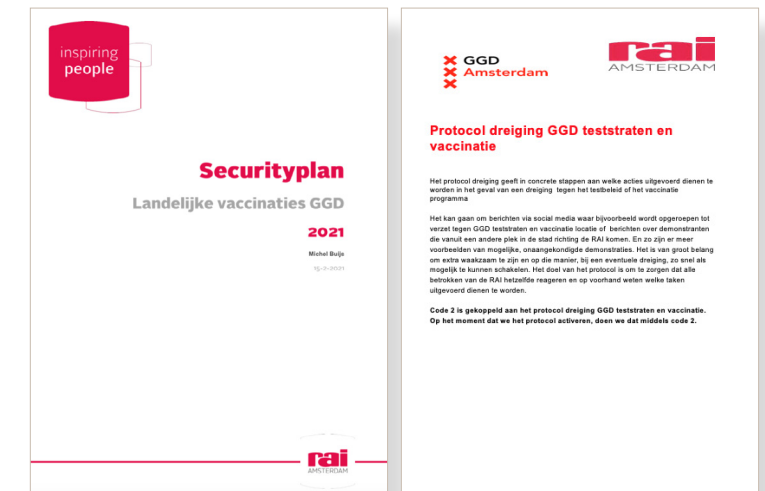 inspiring
people
Securityplan
Landelijke vaccinaties GGD
2021
Michel Buijs
15-2-2021
rai
AMSTERDAM
GGD
Amsterdam
rai
AMSTERDAM
Protocol dreiging GGD teststraten en
vaccinatie
Het protocol dreiging geeft in concrete stappen aan welke acties uitgevoerd dienen te
worden in het geval van een dreiging tegen het testbeleid of het vaccinatie
programma
Het kan gaan om berichten via social media waar bijvoorbeeld wordt opgeroepen tot
verzet tegen GGD teststraten en vaccinatie locatie of berichten over demonstranten
die vanuit een andere plek in de stad richting de RAI komen. En zo zijn er meer
voorbeelden van mogelijk, onaangekondigde demonstraties. Het is van groot belang
om extra waakzaam te zijn en op die manier, bij een eventuele dreiging, zo snel als
mogelijk te kunnen schakelen. Het doel van het protocol is om te zorgen dat alle
betrokken van de RAI hetzelfde reageren en op voorhand weten welke taken
uitgevoerd dienen te worden.
Code 2 is gekoppeld aan het protocol dreiging GGD teststraten en vaccinatie.
Op het moment dat we het protocol activeren, doen we dat middels code 2.